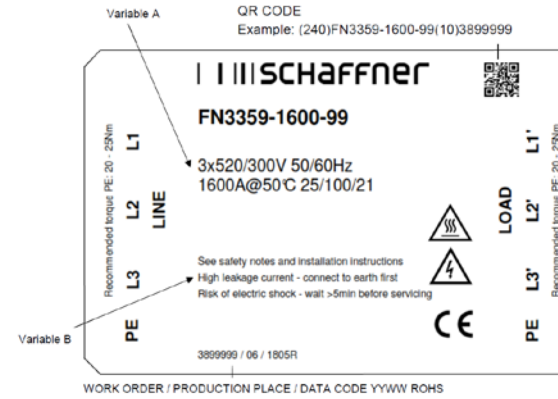 Variable A
QR CODE
Example: (240)FN3359-1600-99(10)3899999
SCHAFFNER
FN3359-1600-99
3x520/300V 50/60Hz
1600A@50°C 25/100/21
Recommended torque PE: 20 - 25Nm
L1
L2
L3
PE
LINE
LOAD
L1'
L2'
L3'
PE
Recommended torque PE: 20 - 25Nm
See safety notes and installation instructions
High leakage current - connect to earth first
Risk of electric shock - wait >5min before servicing
CE
Variable B
3899999 / 06 / 1805R
WORK ORDER / PRODUCTION PLACE / DATA CODE YYWW ROHS